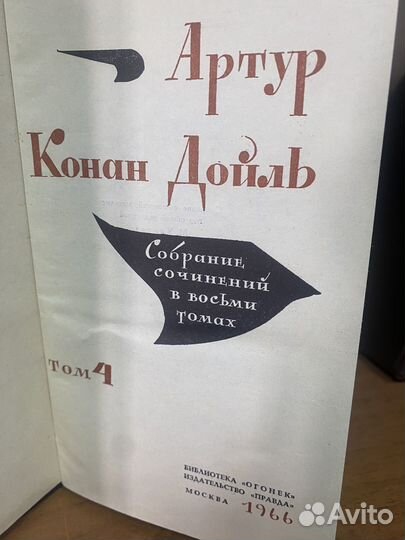 Артур
Конан Дойль
Собрание
сочинений
в восьми
томах
том 4
БИБЛИОТЕКА «ОГОНЕК»
ИЗДАТЕЛЬСТВО «ПРАВДА»
МОСКВА 1966
Avito